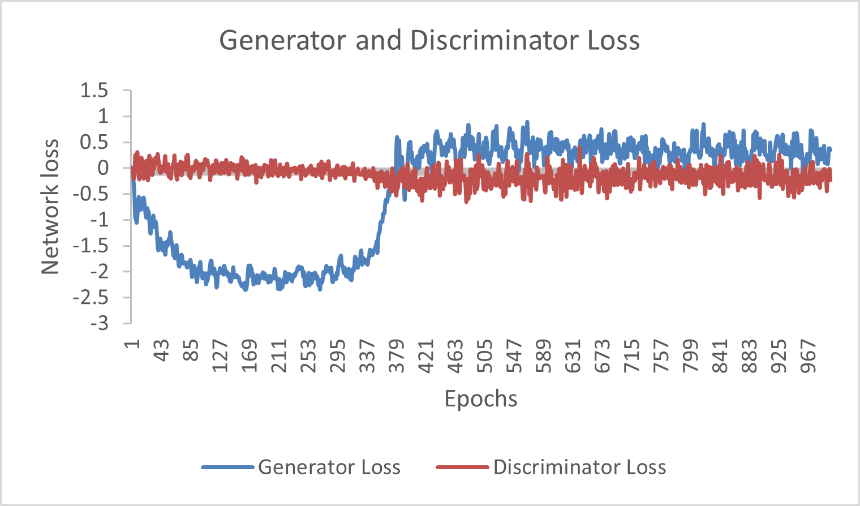 Generator and Discriminator Loss
1.5
1
0.5
0
-0.5
-1
-1.5
-2
-2.5
-3
Network loss
1 43 85 127 169 211 253 295 337 379 421 463 505 547 589 631 673 715 757 799 841 883 925 967
Epochs
Generator Loss Discriminator Loss